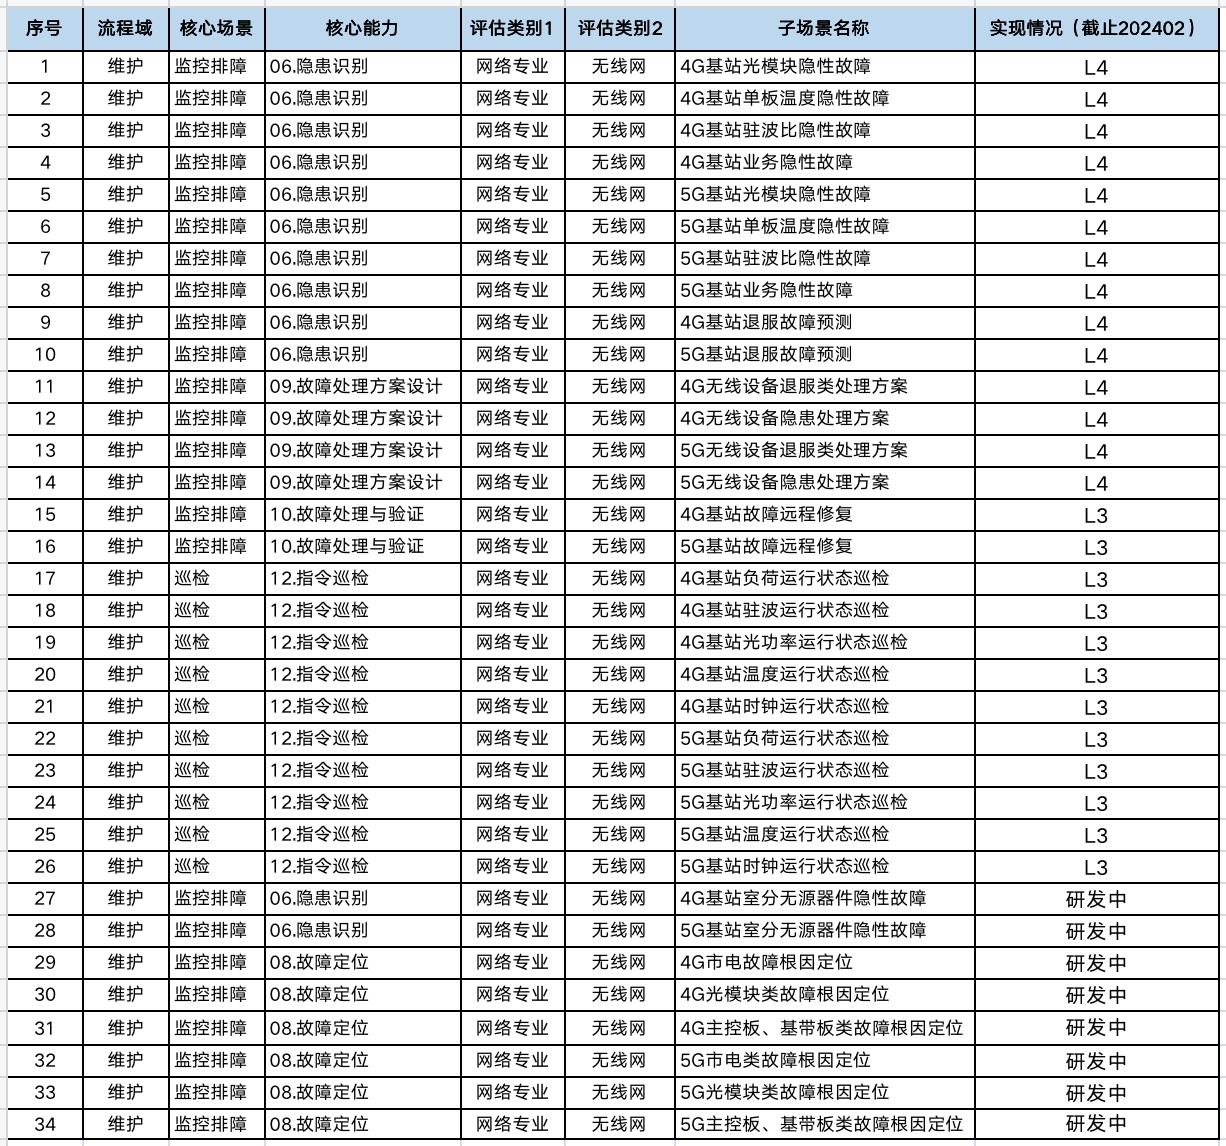 序号 流程域 核心场景 核心能力 评估类别1 评估类别2 子场景名称 实现情况（截止202402）
1 维护 监控排障 06.隐患识别 网络专业 无线网 4G基站光模块隐性故障 L4
2 维护 监控排障 06.隐患识别 网络专业 无线网 4G基站单板温度隐性故障 L4
3 维护 监控排障 06.隐患识别 网络专业 无线网 4G基站驻波比隐性故障 L4
4 维护 监控排障 06.隐患识别 网络专业 无线网 4G基站业务隐性故障 L4
5 维护 监控排障 06.隐患识别 网络专业 无线网 5G基站光模块隐性故障 L4
6 维护 监控排障 06.隐患识别 网络专业 无线网 5G基站单板温度隐性故障 L4
7 维护 监控排障 06.隐患识别 网络专业 无线网 5G基站驻波比隐性故障 L4
8 维护 监控排障 06.隐患识别 网络专业 无线网 5G基站业务隐性故障 L4
9 维护 监控排障 06.隐患识别 网络专业 无线网 4G基站退服故障预测 L4
10 维护 监控排障 06.隐患识别 网络专业 无线网 5G基站退服故障预测 L4
11 维护 监控排障 09.故障处理方案设计 网络专业 无线网 4G无线设备退服类处理方案 L4
12 维护 监控排障 09.故障处理方案设计 网络专业 无线网 4G无线设备隐患处理方案 L4
13 维护 监控排障 09.故障处理方案设计 网络专业 无线网 5G无线设备退服类处理方案 L4
14 维护 监控排障 09.故障处理方案设计 网络专业 无线网 5G无线设备隐患处理方案 L4
15 维护 监控排障 10.故障处理与验证 网络专业 无线网 4G基站故障远程修复 L3
16 维护 监控排障 10.故障处理与验证 网络专业 无线网 5G基站故障远程修复 L3
17 维护 巡检 12.指令巡检 网络专业 无线网 4G基站负荷运行状态巡检 L3
18 维护 巡检 12.指令巡检 网络专业 无线网 4G基站驻波运行状态巡检 L3
19 维护 巡检 12.指令巡检 网络专业 无线网 4G基站光功率运行状态巡检 L3
20 维护 巡检 12.指令巡检 网络专业 无线网 4G基站温度运行状态巡检 L3
21 维护 巡检 12.指令巡检 网络专业 无线网 4G基站时钟运行状态巡检 L3
22 维护 巡检 12.指令巡检 网络专业 无线网 5G基站负荷运行状态巡检 L3
23 维护 巡检 12.指令巡检 网络专业 无线网 5G基站驻波运行状态巡检 L3
24 维护 巡检 12.指令巡检 网络专业 无线网 5G基站光功率运行状态巡检 L3
25 维护 巡检 12.指令巡检 网络专业 无线网 5G基站温度运行状态巡检 L3
26 维护 巡检 12.指令巡检 网络专业 无线网 5G基站时钟运行状态巡检 L3
27 维护 监控排障 06.隐患识别 网络专业 无线网 4G基站室分无源器件隐性故障 研发中
28 维护 监控排障 06.隐患识别 网络专业 无线网 5G基站室分无源器件隐性故障 研发中
29 维护 监控排障 08.故障定位 网络专业 无线网 4G市电故障根因定位 研发中
30 维护 监控排障 08.故障定位 网络专业 无线网 4G光模块类故障根因定位 研发中
31 维护 监控排障 08.故障定位 网络专业 无线网 4G主控板、基带板类故障根因定位 研发中
32 维护 监控排障 08.故障定位 网络专业 无线网 5G市电类故障根因定位 研发中
33 维护 监控排障 08.故障定位 网络专业 无线网 5G光模块类故障根因定位 研发中
34 维护 监控排障 08.故障定位 网络专业 无线网 5G主控板、基带板类故障根因定位 研发中